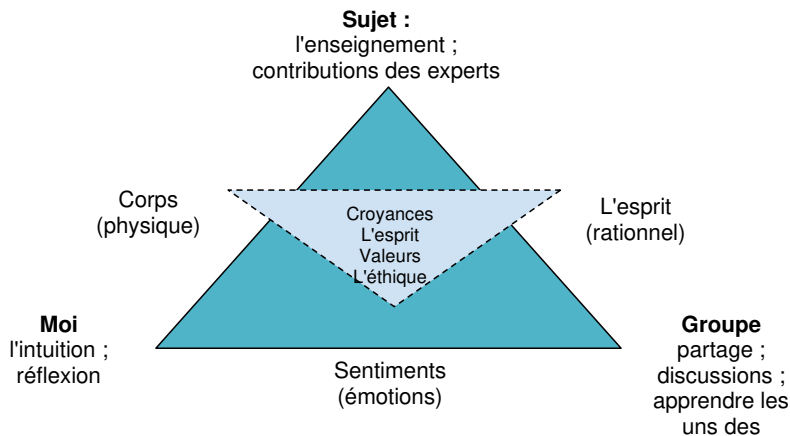 Sujet :
l'enseignement ;
contributions des experts
Corps
(physique)
Croyances
L'esprit
Valeurs
L'éthique
L'esprit
(rationnel)
Moi
l'intuition ;
réflexion
Sentiments
(émotions)
Groupe
partage ;
discussions ;
apprendre les
uns des